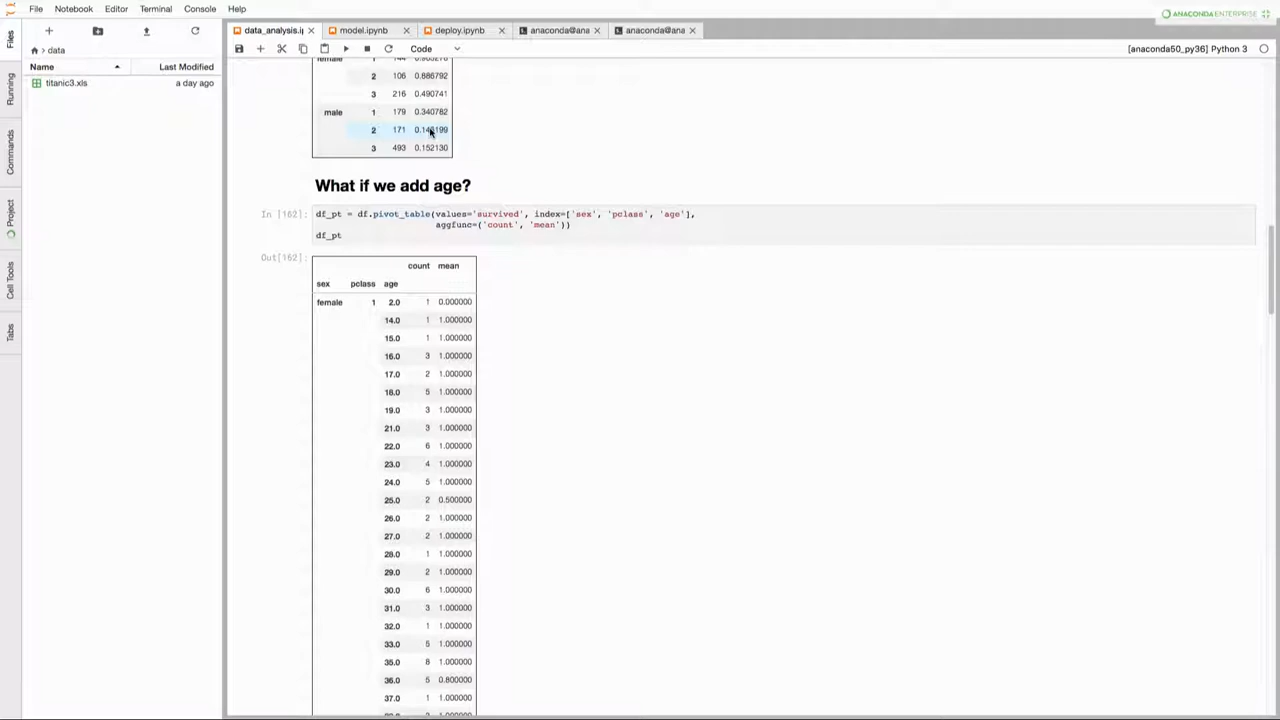 File Notebook Editor Terminal Console Help
ANACONDA ENTERPRISE
Files
Running
Commands
Project
Cell Tools
Tabs
data
Name Last Modified
titanic3.xls a day ago
data_analysis.i model.ipynb deploy.ipynb anaconda@ana anaconda@ana
Code
[anaconda50_py36] Python 3
female 1
2 106 0.886792
3 216 0.490741
male 1 179 0.340782
2 171
3 493 0.152130
What if we add age?
In [162]: df_pt = df.pivot_table(values='survived', index=['sex', 'pclass', 'age'],
aggfunc=('count', 'mean'))
df_pt
Out[162]:
count mean
sex pclass age
female 1 2.0 1 0.000000
14.0 1 1.000000
15.0 1 1.000000
16.0 3 1.000000
17.0 2 1.000000
18.0 5 1.000000
19.0 3 1.000000
21.0 3 1.000000
22.0 6 1.000000
23.0 4 1.000000
24.0 5 1.000000
25.0 2 0.500000
26.0 2 1.000000
27.0 2 1.000000
28.0 1 1.000000
29.0 2 1.000000
30.0 6 1.000000
31.0 3 1.000000
32.0 1 1.000000
33.0 5 1.000000
35.0 8 1.000000
36.0 5 0.800000
37.0 1 1.000000